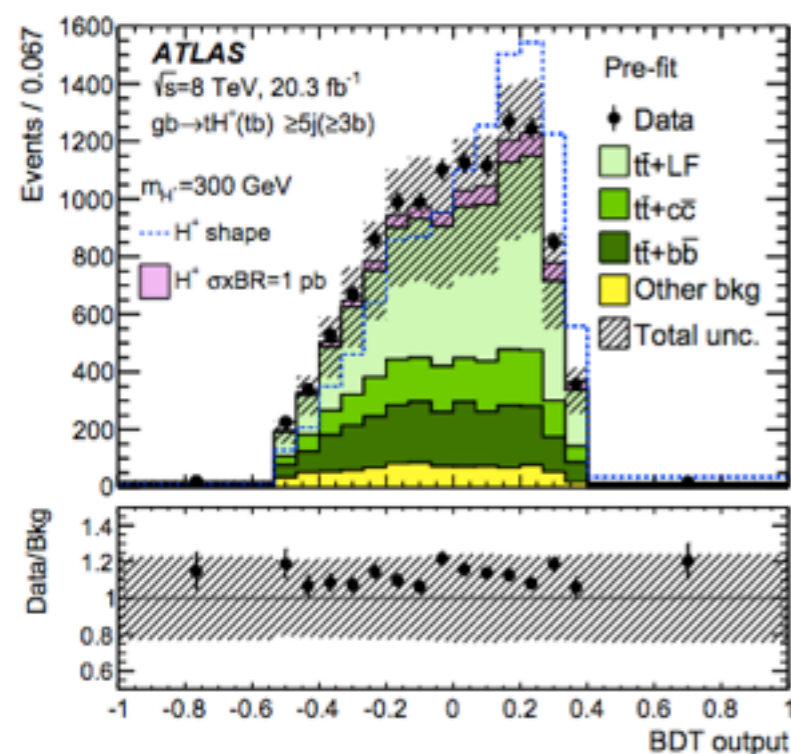 Events / 0.067
1600
1400
1200
1000
800
600
400
200
0
ATLAS
√s=8 TeV, 20.3 fb⁻¹
gb→tH⁺(tb) ≥5j(≥3b)
m_H⁺=300 GeV
H⁺ shape
H⁺ σxBR=1 pb
Pre-fit
Data
tt̄+LF
tt̄+cc̄
tt̄+bb̄
Other bkg
Total unc.
Data/Bkg
1.4
1.2
1
0.8
0.6
-1 -0.8 -0.6 -0.4 -0.2 0 0.2 0.4 0.6 0.8 1
BDT output